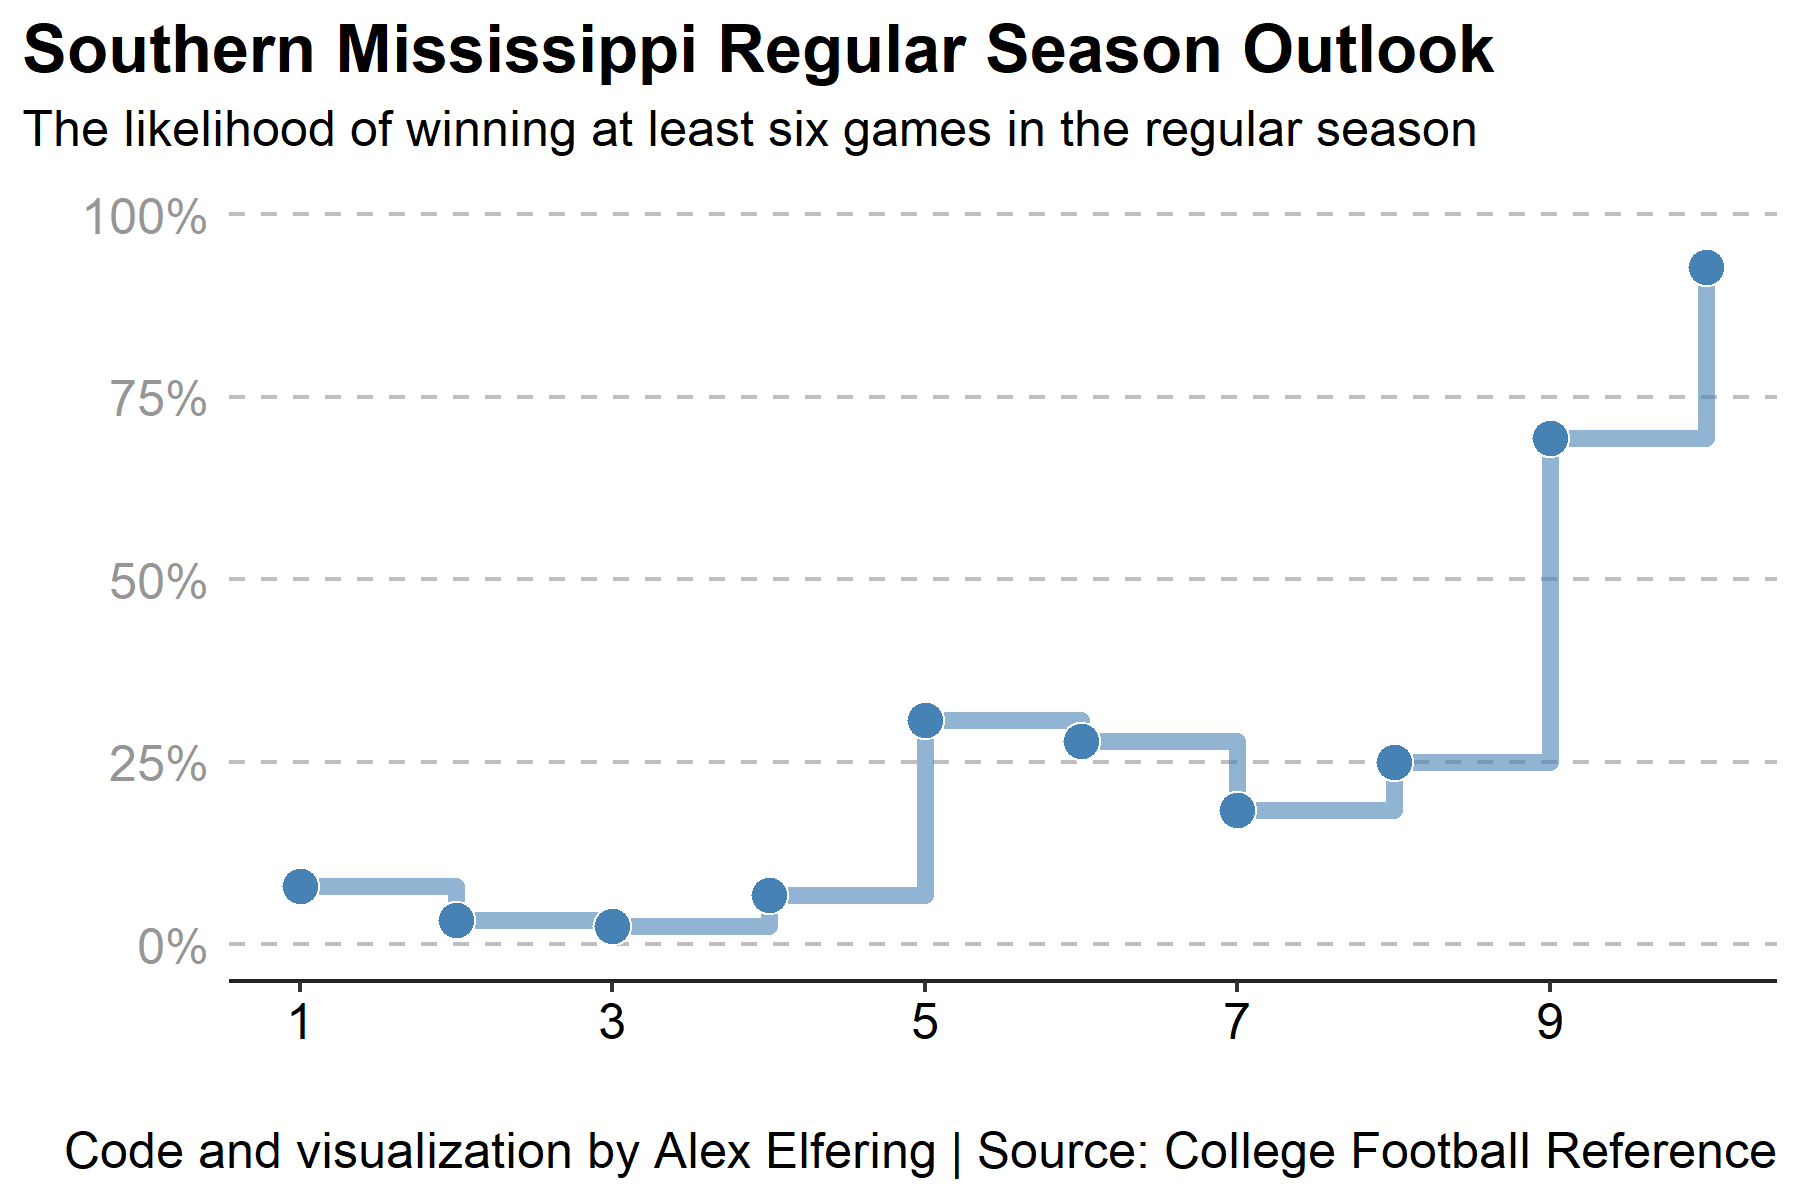 Southern Mississippi Regular Season Outlook
The likelihood of winning at least six games in the regular season
100%
75%
50%
25%
0%
1 3 5 7 9
Code and visualization by Alex Elfering | Source: College Football Reference